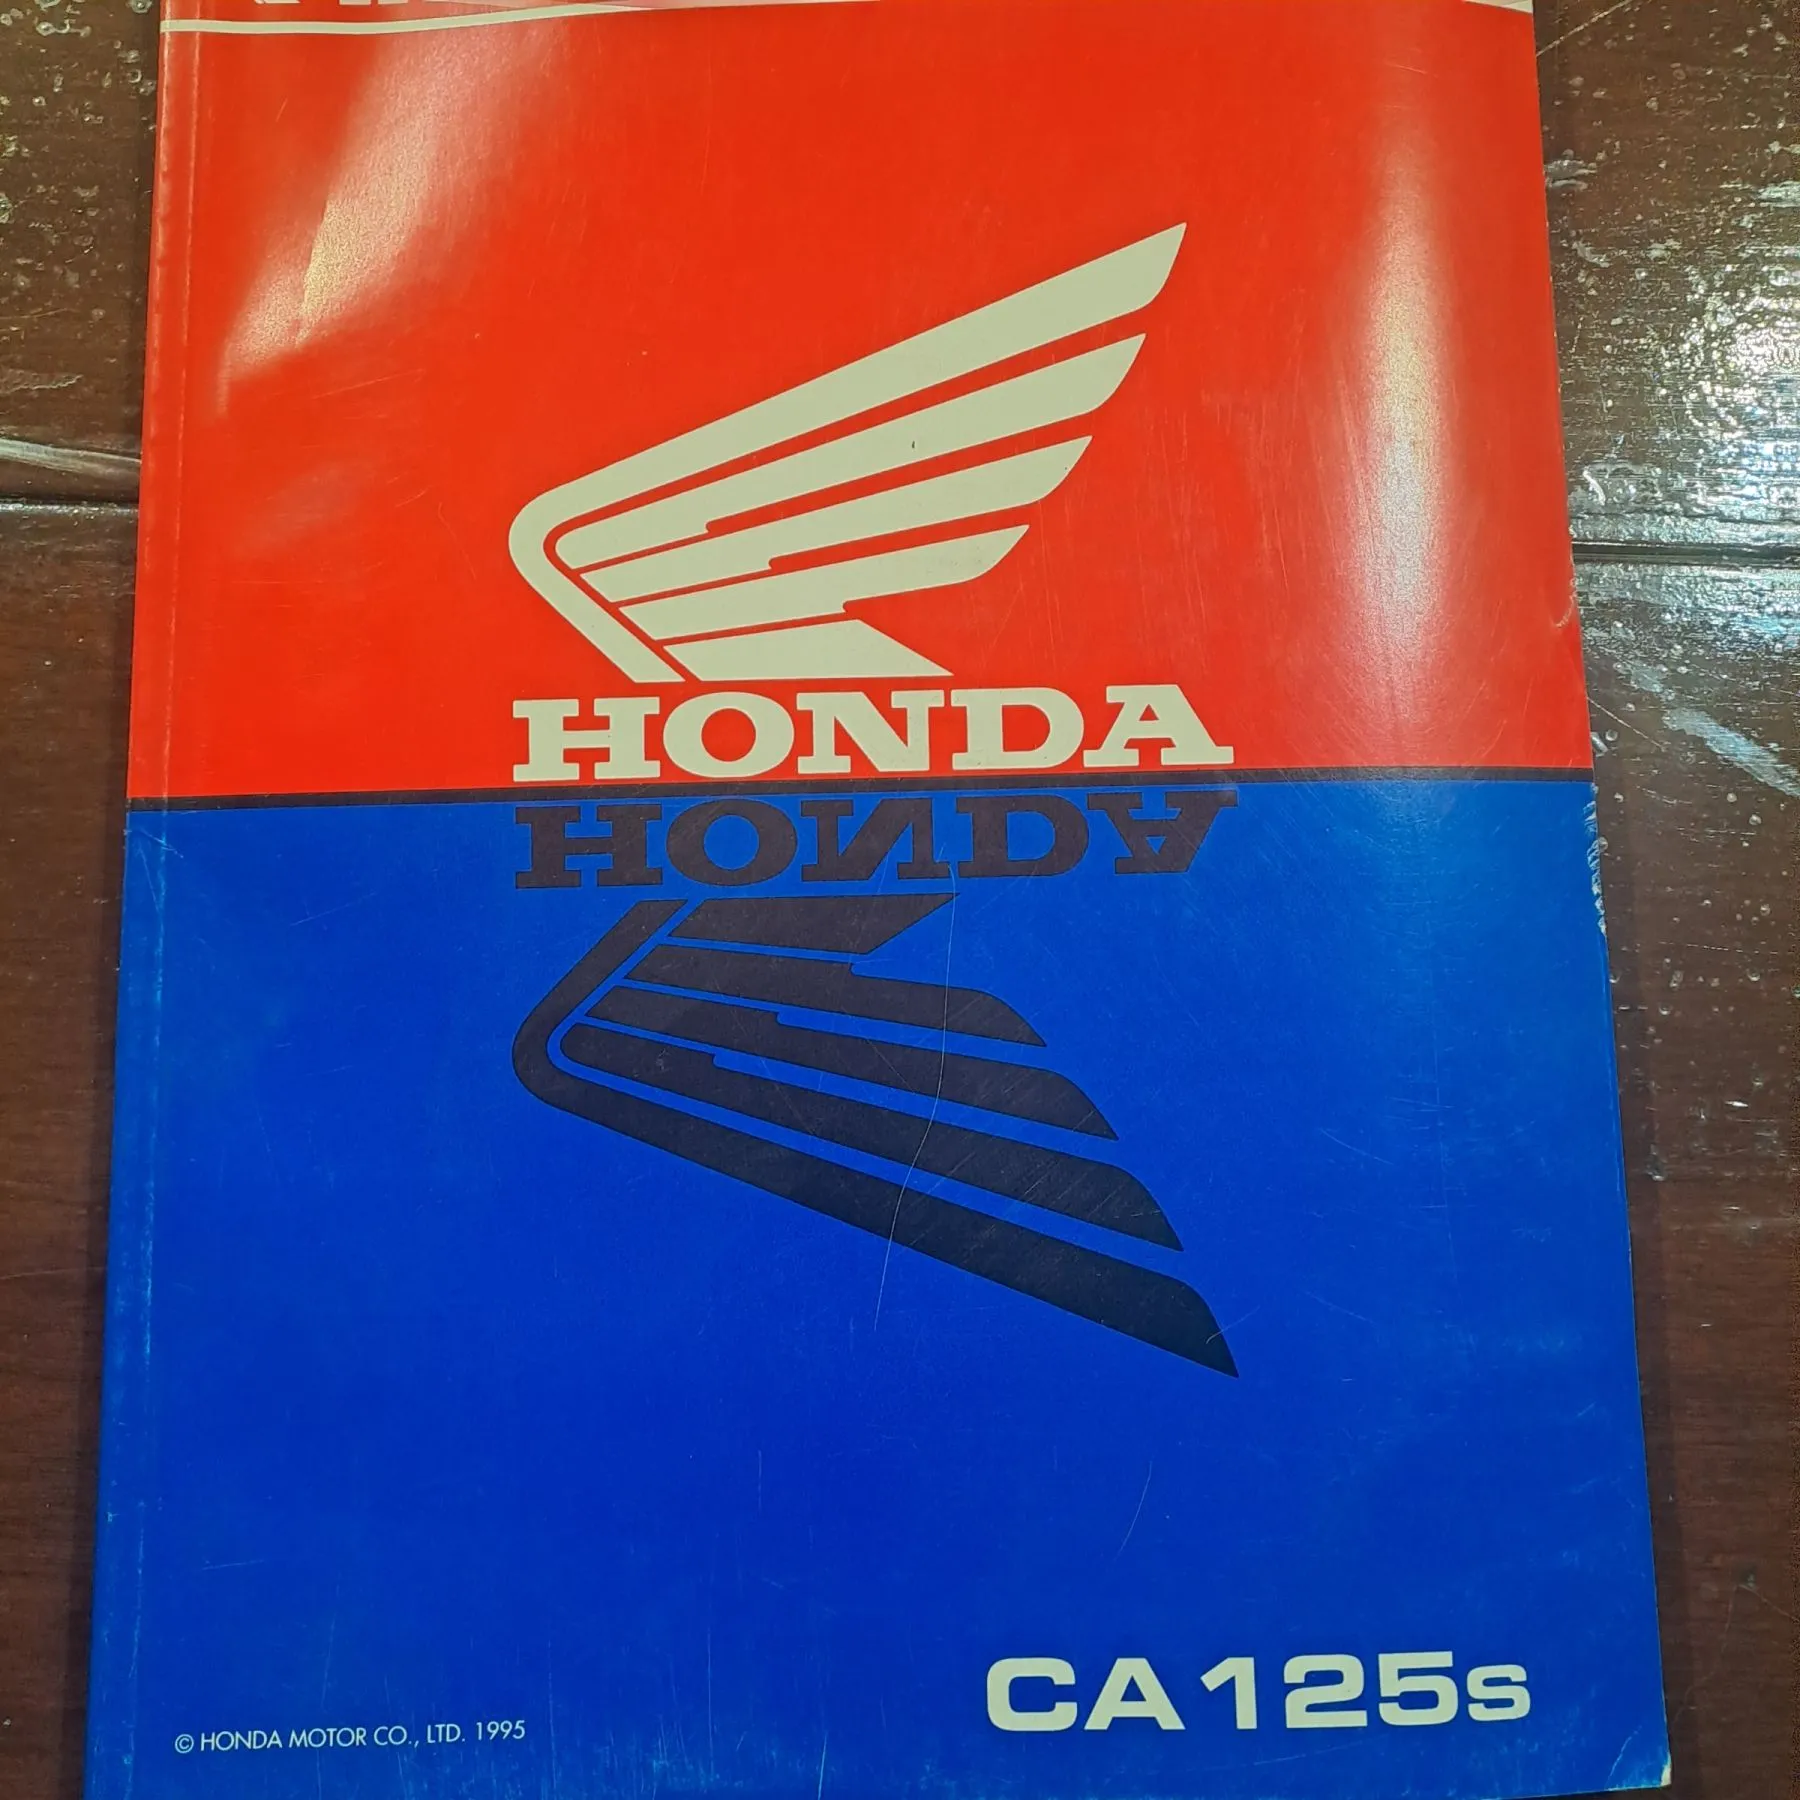 HONDA
HONDA
CA125s
© HONDA MOTOR CO., LTD. 1995